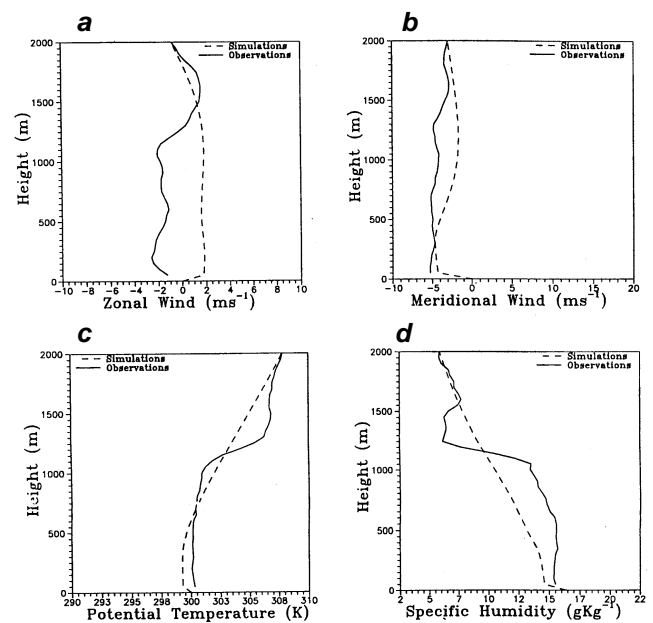 a
2000
1500
1000
500
0
Height (m)
Simulations
Observations
-10 -8 -6 -4 -2 0 2 4 6 8 10
Zonal Wind (ms⁻¹)
b
2000
1500
1000
500
0
Height (m)
Simulations
Observations
-10 -5 0 5 10 15 20
Meridional Wind (ms⁻¹)
c
2000
1500
1000
500
0
Height (m)
Simulations
Observations
290 293 295 298 300 303 305 308 310
Potential Temperature (K)
d
2000
1500
1000
500
0
Height (m)
Simulations
Observations
2 5 7 10 12 15 17 20 22
Specific Humidity (gKg⁻¹)